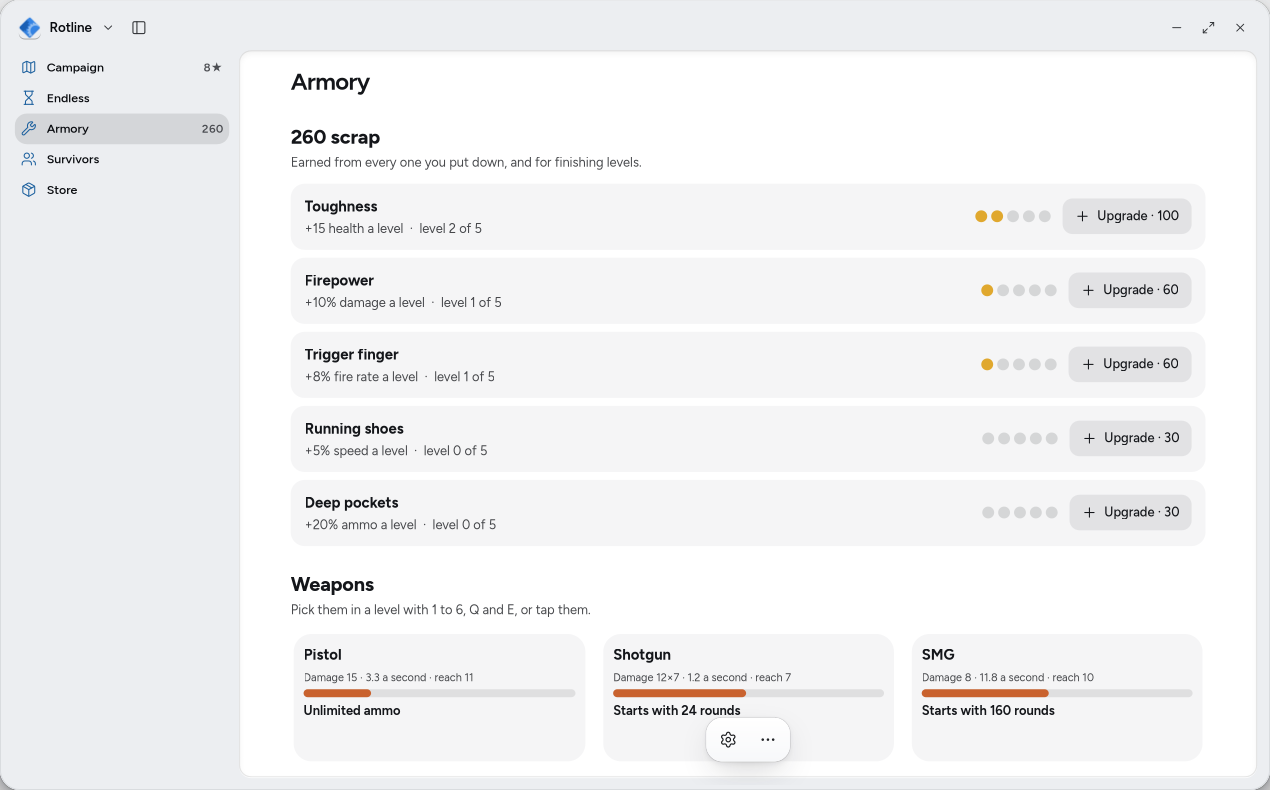 Rotline
Campaign 8★
Endless
Armory 260
Survivors
Store
Armory
260 scrap
Earned from every one you put down, and for finishing levels.
Toughness
+15 health a level · level 2 of 5
Upgrade · 100
Firepower
+10% damage a level · level 1 of 5
Upgrade · 60
Trigger finger
+8% fire rate a level · level 1 of 5
Upgrade · 60
Running shoes
+5% speed a level · level 0 of 5
Upgrade · 30
Deep pockets
+20% ammo a level · level 0 of 5
Upgrade · 30
Weapons
Pick them in a level with 1 to 6, Q and E, or tap them.
Pistol
Damage 15 · 3.3 a second · reach 11
Unlimited ammo
Shotgun
Damage 12×7 · 1.2 a second · reach 7
Starts with 24 rounds
SMG
Damage 8 · 11.8 a second · reach 10
Starts with 160 rounds